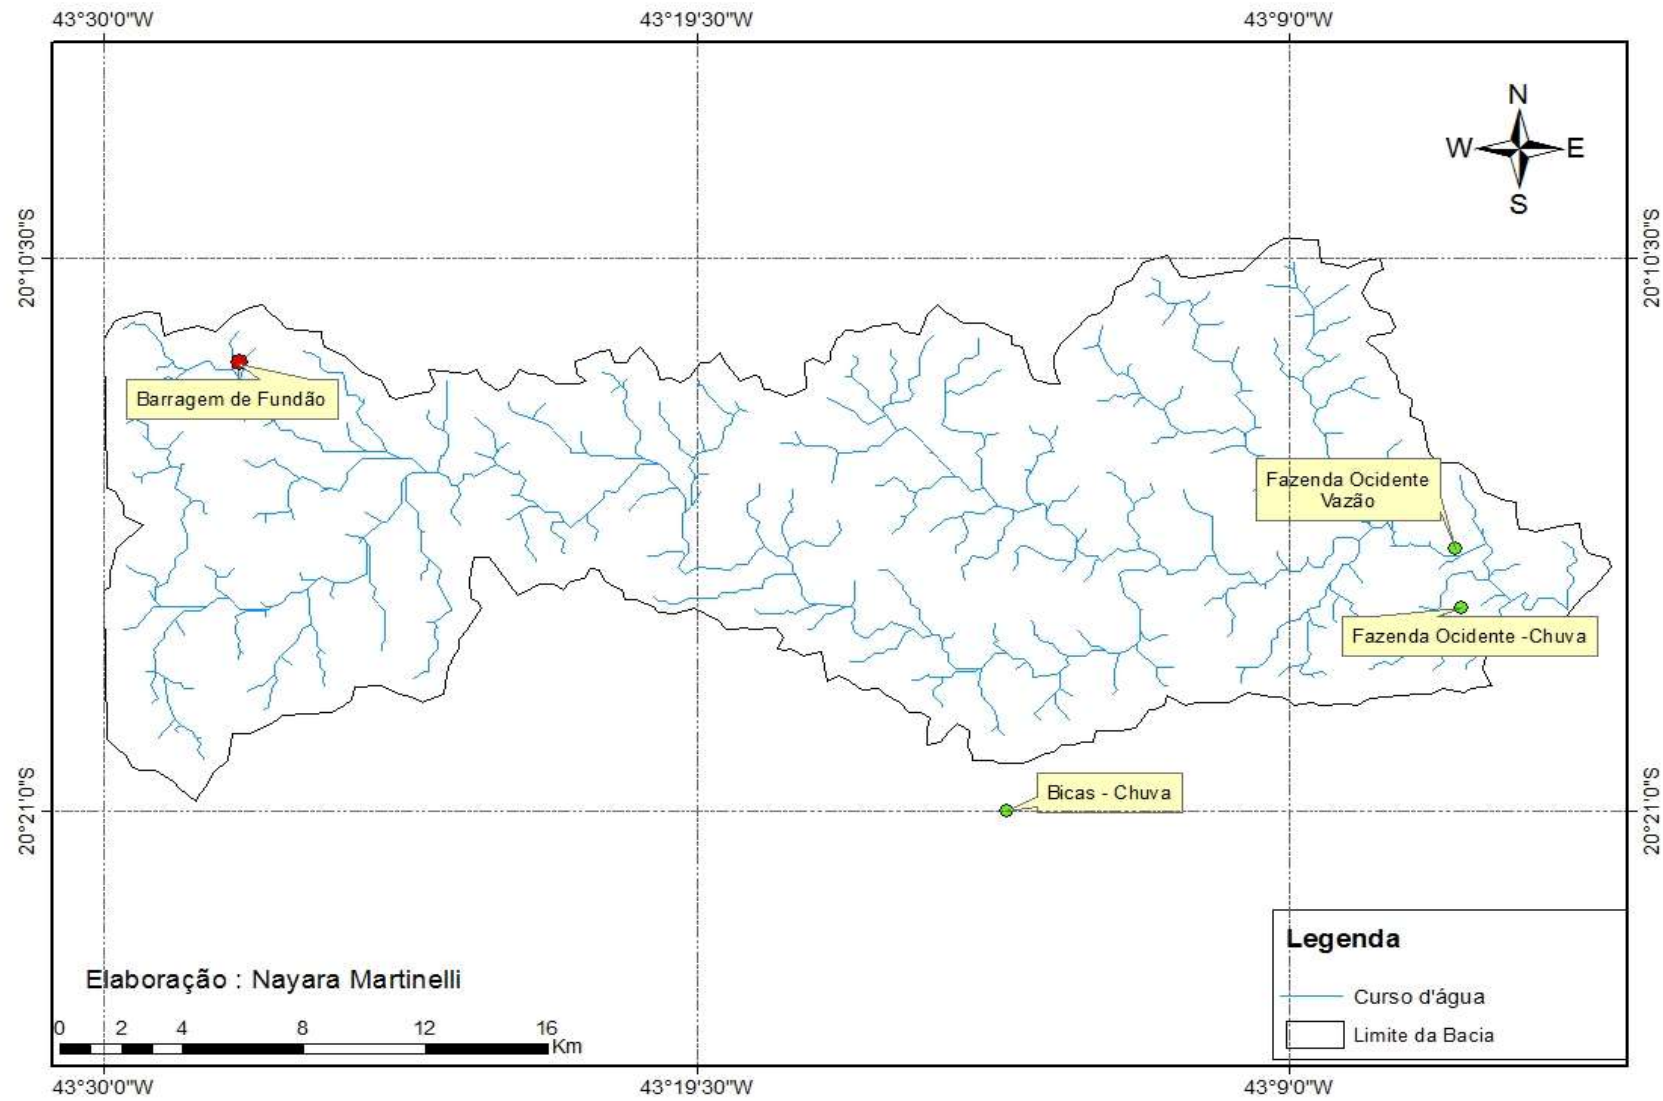 43°30'0"W
43°19'30"W
43°9'0"W
N
W
E
S
20°10'30"S
20°10'30"S
Barragem de Fundão
Fazenda Ocidente
Vazão
Fazenda Ocidente -Chuva
Bicas - Chuva
20°21'0"S
20°21'0"S
Legenda
Curso d'água
Limite da Bacia
Elaboração : Nayara Martinelli
0 2 4 8 12 16
Km
43°30'0"W
43°19'30"W
43°9'0"W